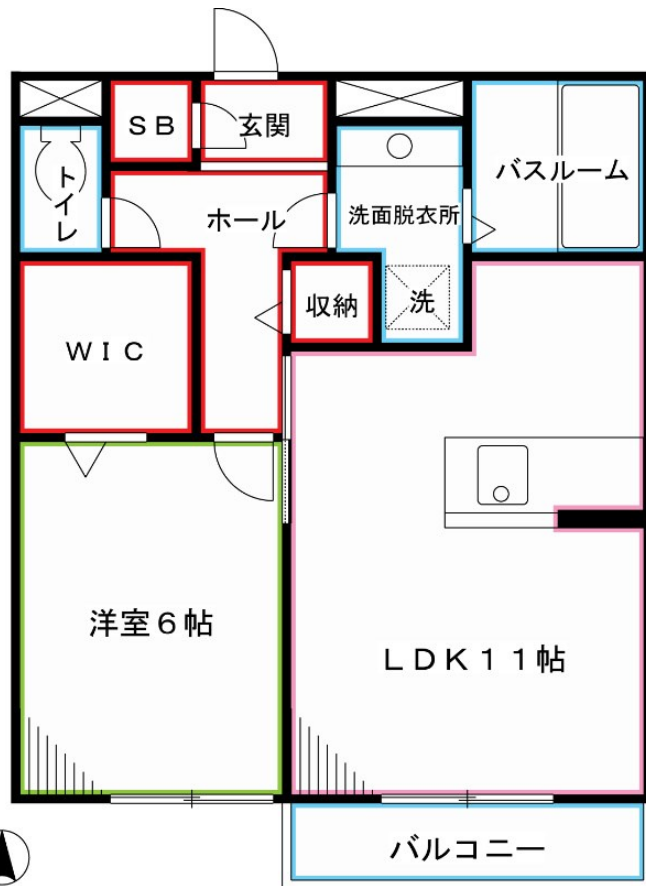 SB
玄関
トイレ
ホール
洗面脱衣所
バスルーム
WIC
収納
洗
洋室6帖
LDK11帖
バルコニー